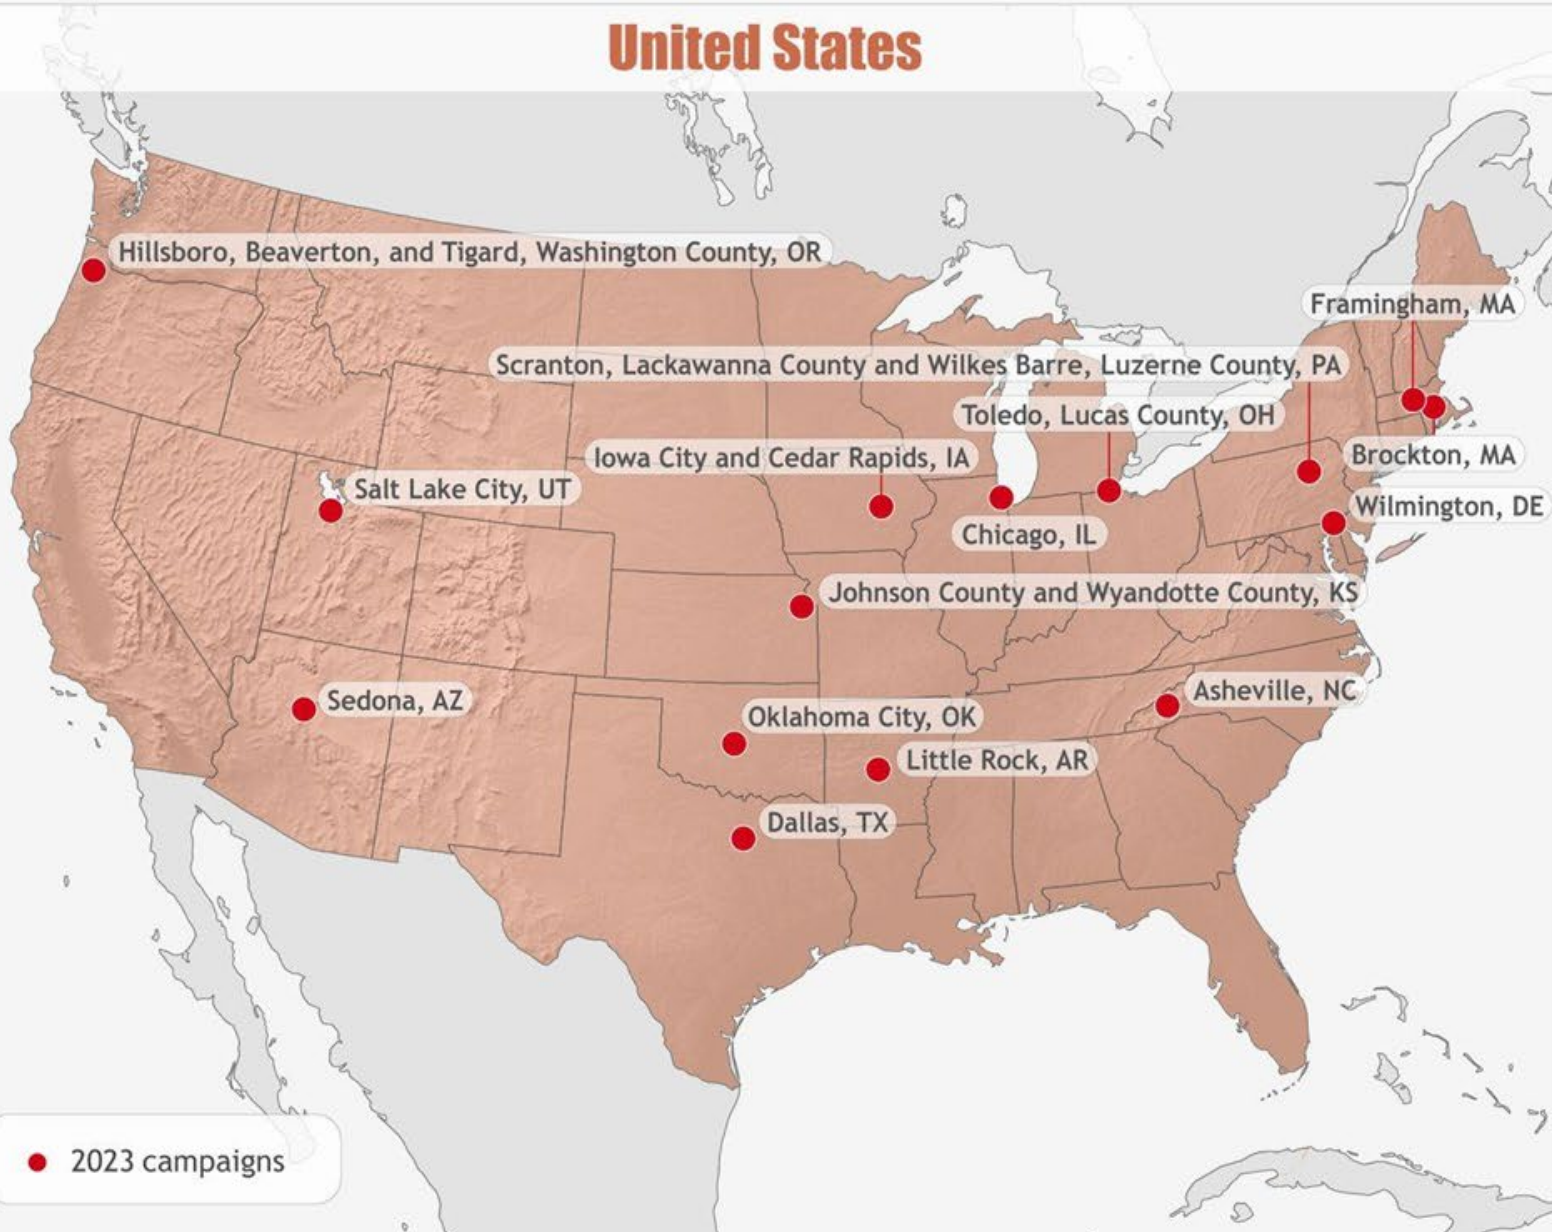 United States
Hillsboro, Beaverton, and Tigard, Washington County, OR
Framingham, MA
Scranton, Lackawanna County and Wilkes Barre, Luzerne County, PA
Toledo, Lucas County, OH
Iowa City and Cedar Rapids, IA
Brockton, MA
Salt Lake City, UT
Wilmington, DE
Chicago, IL
Johnson County and Wyandotte County, KS
Sedona, AZ
Asheville, NC
Oklahoma City, OK
Little Rock, AR
Dallas, TX
2023 campaigns